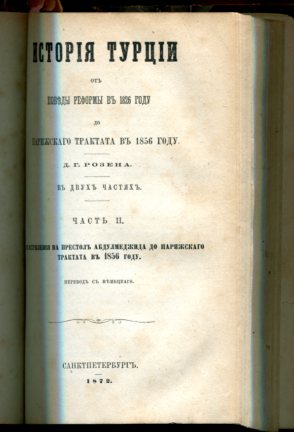 ИСТОРІЯ ТУРЦІИ
ОТЪ
ПОБѢДЫ РЕФОРМЫ ВЪ 1826 ГОДУ
ДО
ПАРИЖСКАГО ТРАКТАТА ВЪ 1856 ГОДУ.
Д. Г. РОЗЕНА.
ВЪ ДВУХЪ ЧАСТЯХЪ.
ЧАСТЬ II.
НА ПРЕСТОЛЪ АБДУЛМЕДЖИДА ДО ПАРИЖСКАГО
ТРАКТАТА ВЪ 1856 ГОДУ.
ПЕРЕВОДЪ СЪ НѢМЕЦКАГО.
САНКТПЕТЕРБУРГЪ.
1872.